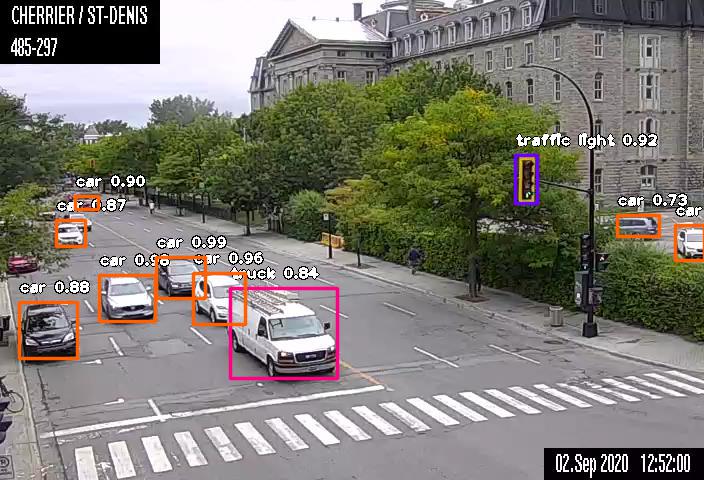 CHERRIER / ST-DENIS
485-297
traffic light 0.92
car 0.90
car 0.87
car 0.73
car
car 0.99
car 0.96
truck 0.84
car 0.88
02.Sep 2020 12:52:00